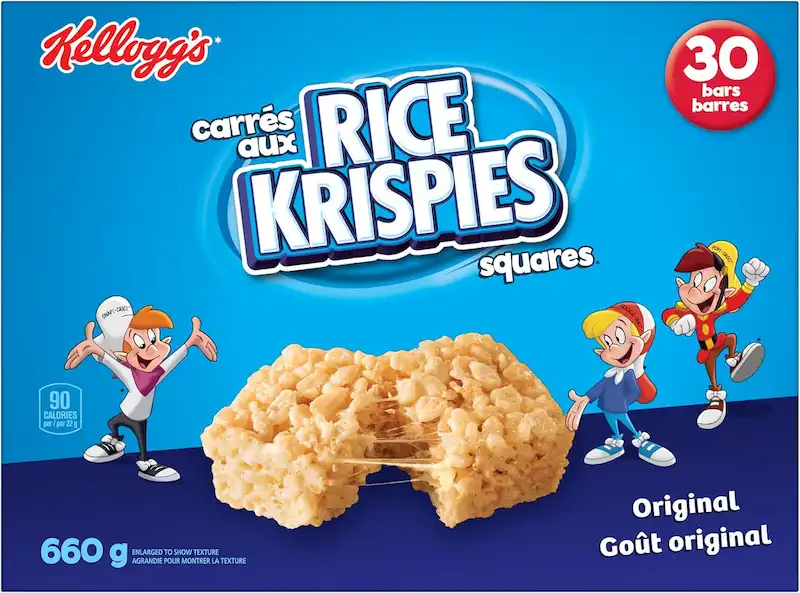 Kellogg's*
30
bars
barres
carrés
aux
RICE
KRISPIES
squares
90
CALORIES
per / par 22 g
660 g
ENLARGED TO SHOW TEXTURE
AGRANDIE POUR MONTRER LA TEXTURE
Original
Goût original